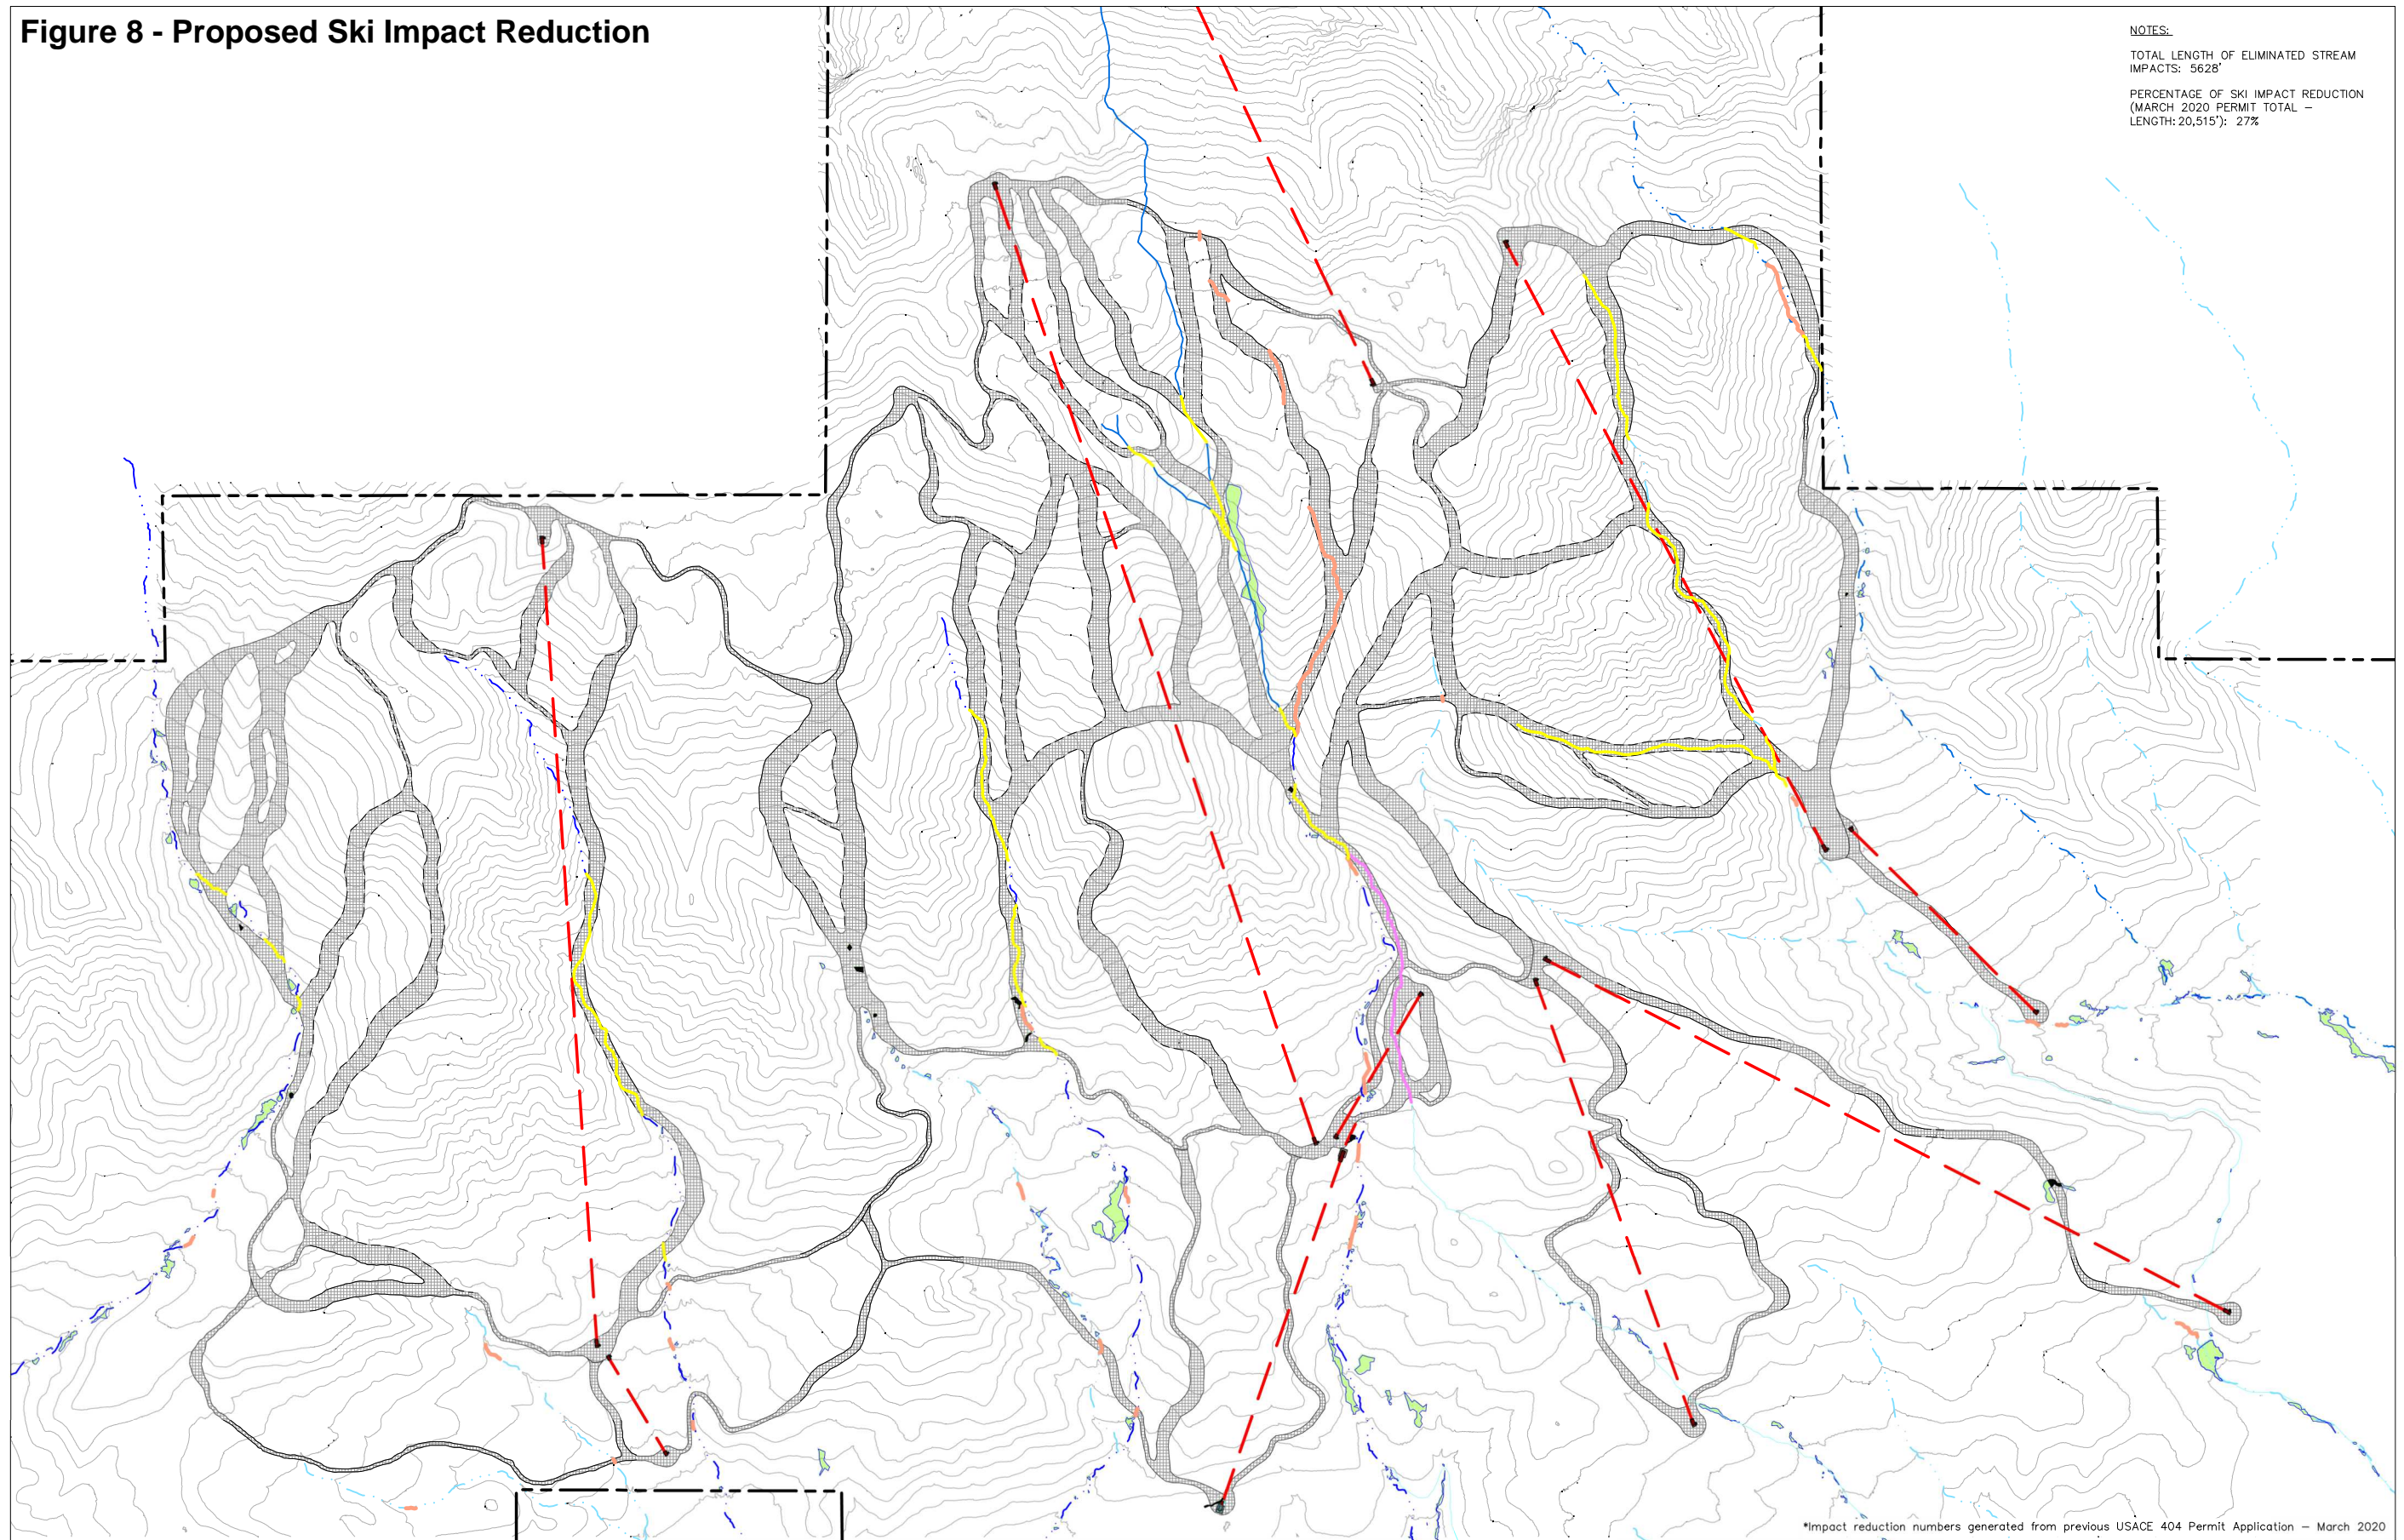 Figure 8 - Proposed Ski Impact Reduction
NOTES:
TOTAL LENGTH OF ELIMINATED STREAM
IMPACTS: 5628'
PERCENTAGE OF SKI IMPACT REDUCTION
(MARCH 2020 PERMIT TOTAL –
LENGTH: 20,515'): 27%
*Impact reduction numbers generated from previous USACE 404 Permit Application – March 2020